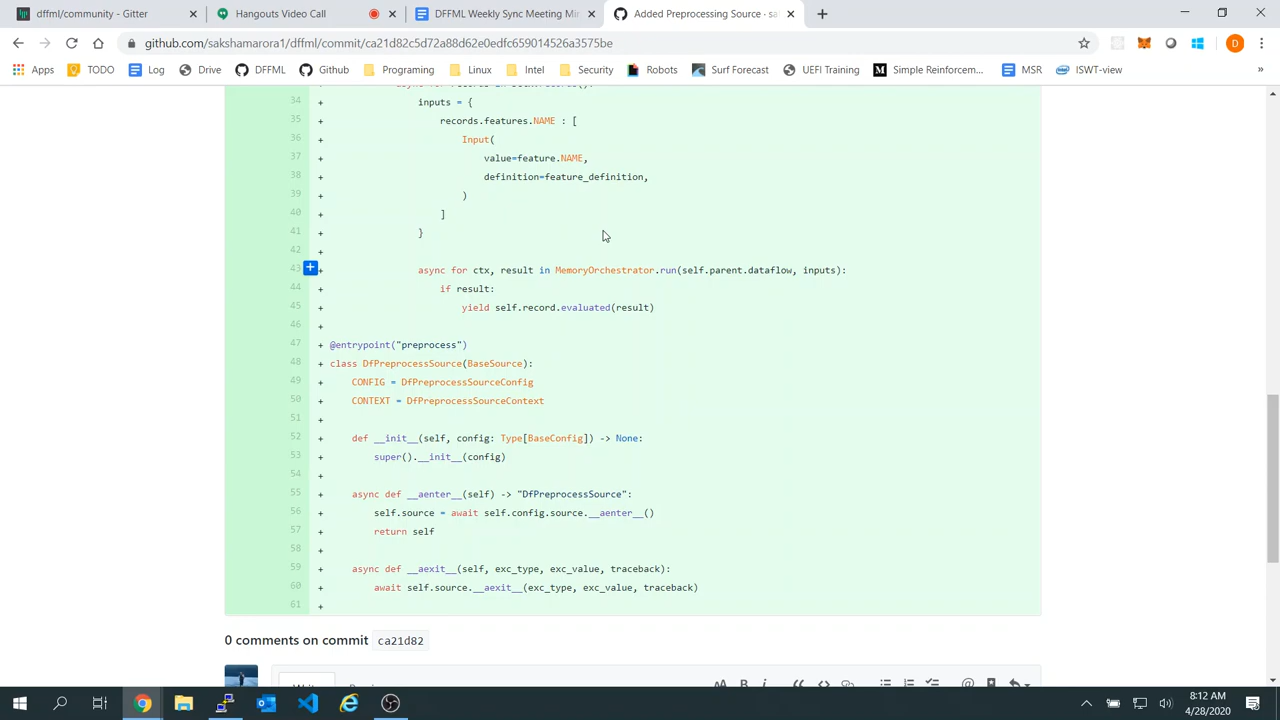 dffml/community - Gitter
Hangouts Video Call
DFFML Weekly Sync Meeting Min
Added Preprocessing Source · sa
github.com/sakshamarora1/dffml/commit/ca21d82c5d72a88d62e0edfc659014526a3575be
D
Apps
TODO
Log
Drive
DFFML
Github
Programing
Linux
Intel
Security
Robots
Surf Forecast
UEFI Training
M Simple Reinforcem...
MSR
ISWT-view
»
34 + inputs = {
35 + records.features.NAME : [
36 + Input(
37 + value=feature.NAME,
38 + definition=feature_definition,
39 + )
40 + ]
41 + }
42 +
43 + async for ctx, result in MemoryOrchestrator.run(self.parent.dataflow, inputs):
44 + if result:
45 + yield self.record.evaluated(result)
46 +
47 + @entrypoint("preprocess")
48 + class DfPreprocessSource(BaseSource):
49 + CONFIG = DfPreprocessSourceConfig
50 + CONTEXT = DfPreprocessSourceContext
51 +
52 + def __init__(self, config: Type[BaseConfig]) -> None:
53 + super().__init__(config)
54 +
55 + async def __aenter__(self) -> "DfPreprocessSource":
56 + self.source = await self.config.source.__aenter__()
57 + return self
58 +
59 + async def __aexit__(self, exc_type, exc_value, traceback):
60 + await self.source.__aexit__(exc_type, exc_value, traceback)
61 +
0 comments on commit ca21d82
8:12 AM
4/28/2020